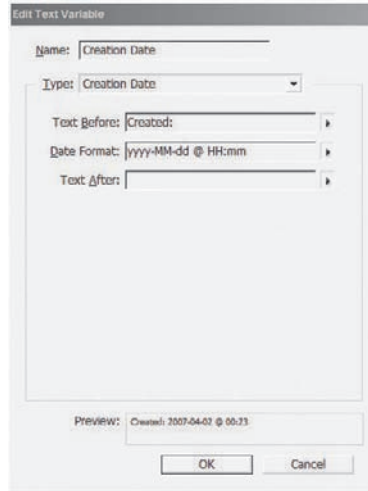 Edit Text Variable
Name: Creation Date
Type: Creation Date
Text Before: Created:
Date Format: yyyy-MM-dd @ HH:mm
Text After:
Preview: Created: 2007-04-02 @ 00:23
OK Cancel